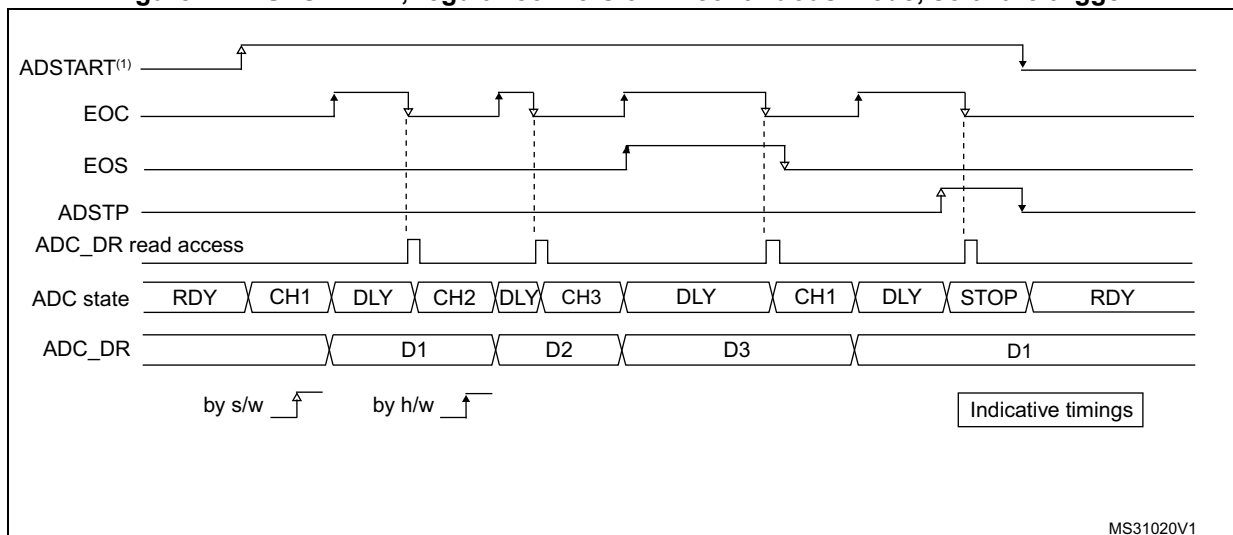 ADSTART(1)
EOC
EOS
ADSTP
ADC_DR read access
ADC state RDY CH1 DLY CH2 DLY CH3 DLY CH1 DLY STOP RDY
ADC_DR D1 D2 D3 D1
by s/w by h/w Indicative timings
MS31020V1